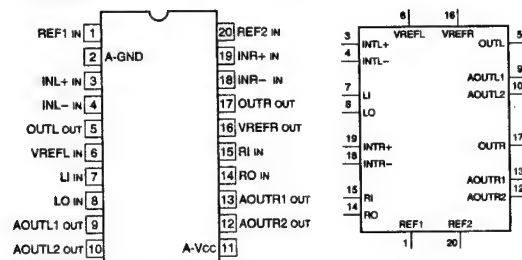 REF1 IN 1
2 A-GND
INL+ IN 3
INL- IN 4
OUTL OUT 5
VREFL IN 6
LI IN 7
LO IN 8
AOUTL1 OUT 9
AOUTL2 OUT 10
20 REF2 IN
19 INR+ IN
18 INR- IN
17 OUTR OUT
16 VREFR OUT
15 RI IN
14 RO IN
13 AOUTR1 OUT
12 AOUTR2 OUT
A-VCC 11
6 16
VREFL VREFR
3 INTL+
4 INTL-
7 LI
8 LO
19 INTR+
18 INTR-
15 RI
14 RO
OUTL 5
AOUTL1 9
AOUTL2 10
OUTR 17
AOUTR1 13
AOUTR2 12
REF1 REF2
1 20